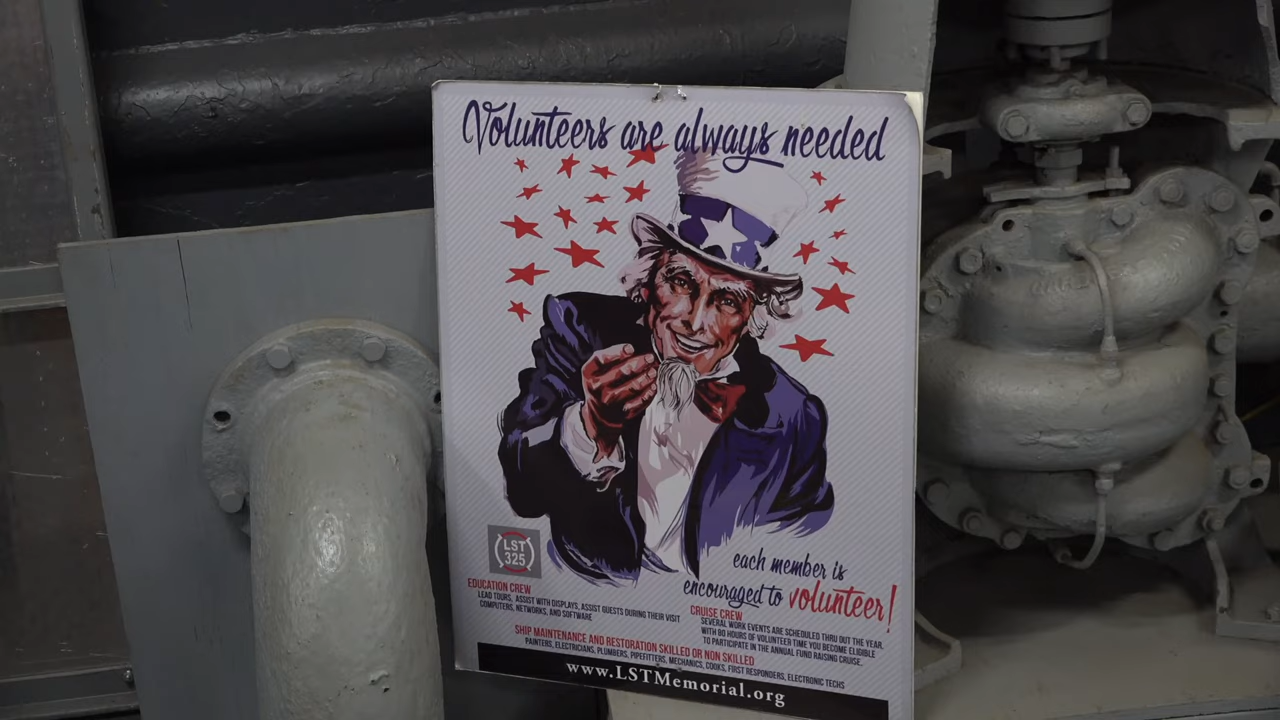 Volunteers are always needed
LST
325
each member is
encouraged to volunteer!
EDUCATION CREW
LEAD TOURS, ASSIST WITH DISPLAYS, ASSIST GUESTS DURING THEIR VISIT
COMPUTERS, NETWORKS, AND SOFTWARE
CRUISE CREW
SEVERAL WORK EVENTS ARE SCHEDULED THRU OUT THE YEAR.
WITH 80 HOURS OF VOLUNTEER TIME YOU BECOME ELIGIBLE
TO PARTICIPATE IN THE ANNUAL FUND RAISING CRUISE.
SHIP MAINTENANCE AND RESTORATION SKILLED OR NON SKILLED
PAINTERS, ELECTRICIANS, PLUMBERS, PIPEFITTERS, MECHANICS, COOKS, FIRST RESPONDERS, ELECTRONIC TECHS
www.LSTMemorial.org